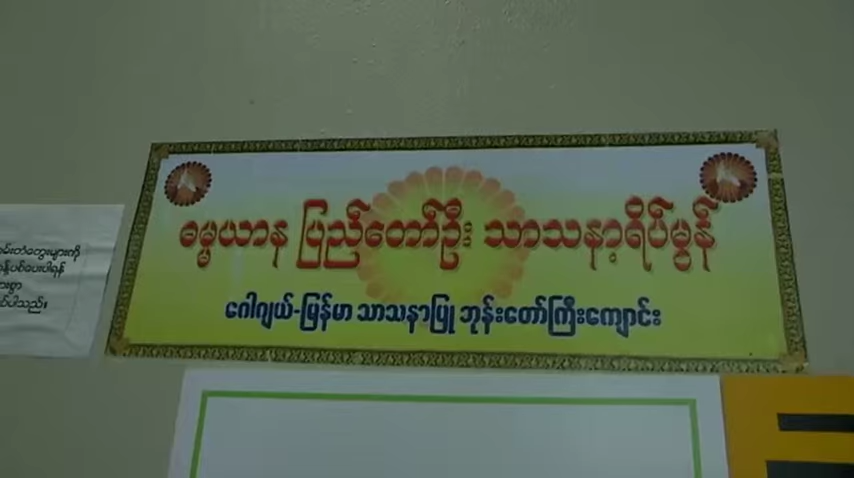 ဓမ္မယာန ပြည်တော်ဦး သာသနာ့ရိပ်မွန်
ဂေါဂျယ်-မြန်မာ သာသနာပြု ဘုန်းတော်ကြီးကျောင်း